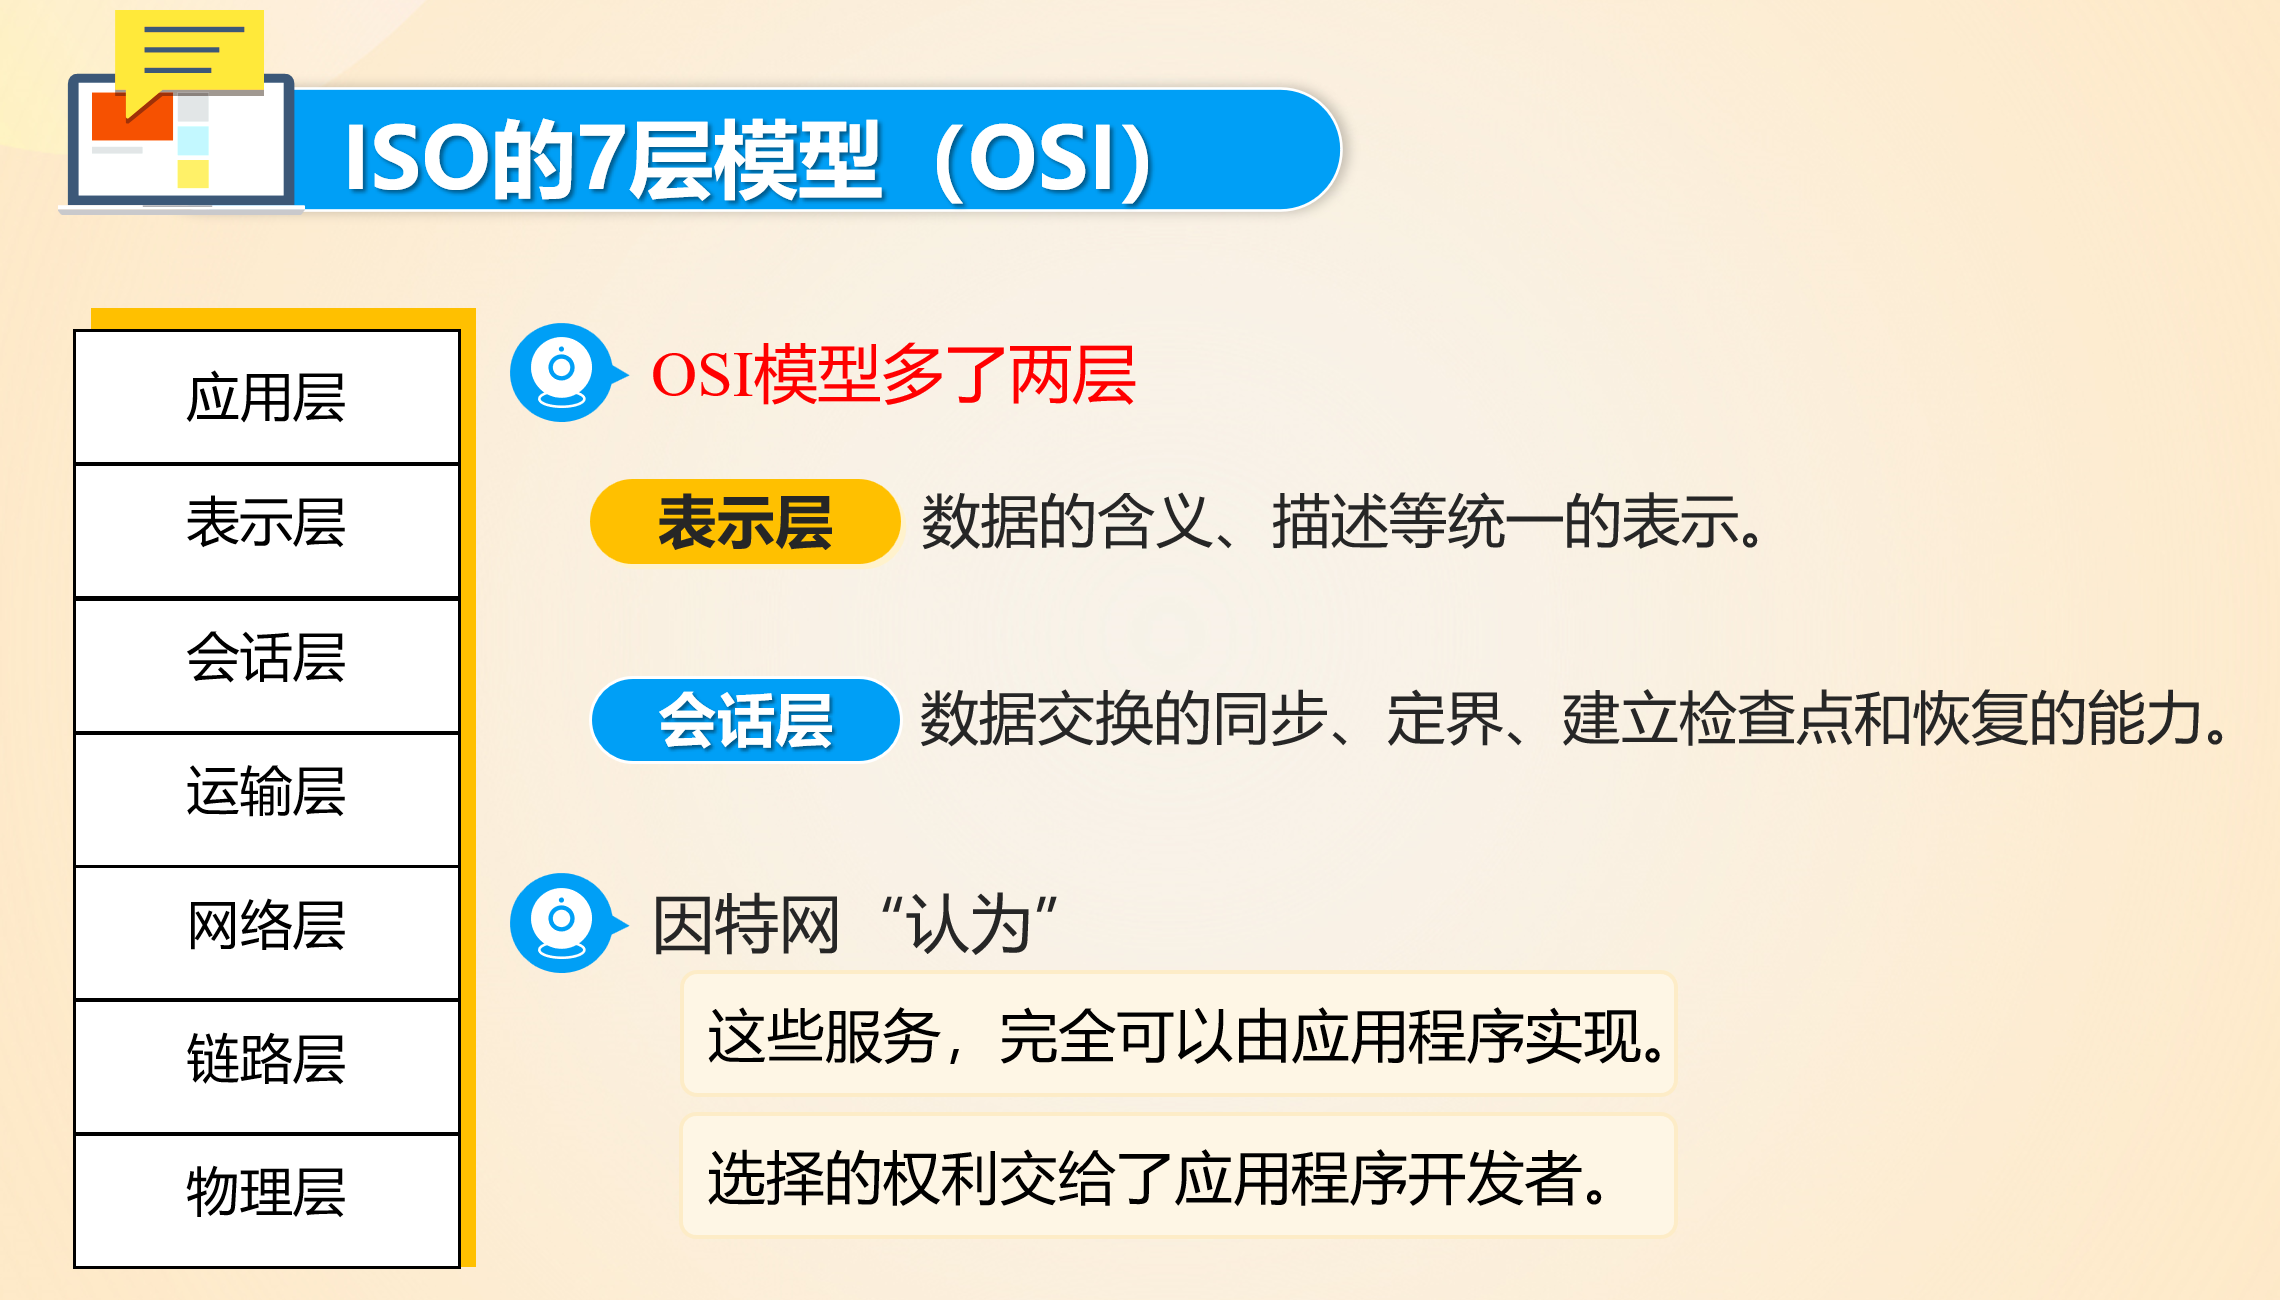 ISO的7层模型（OSI）
应用层
表示层
会话层
运输层
网络层
链路层
物理层
OSI模型多了两层
表示层 数据的含义、描述等统一的表示。
会话层 数据交换的同步、定界、建立检查点和恢复的能力。
因特网“认为”
这些服务，完全可以由应用程序实现。
选择的权利交给了应用程序开发者。